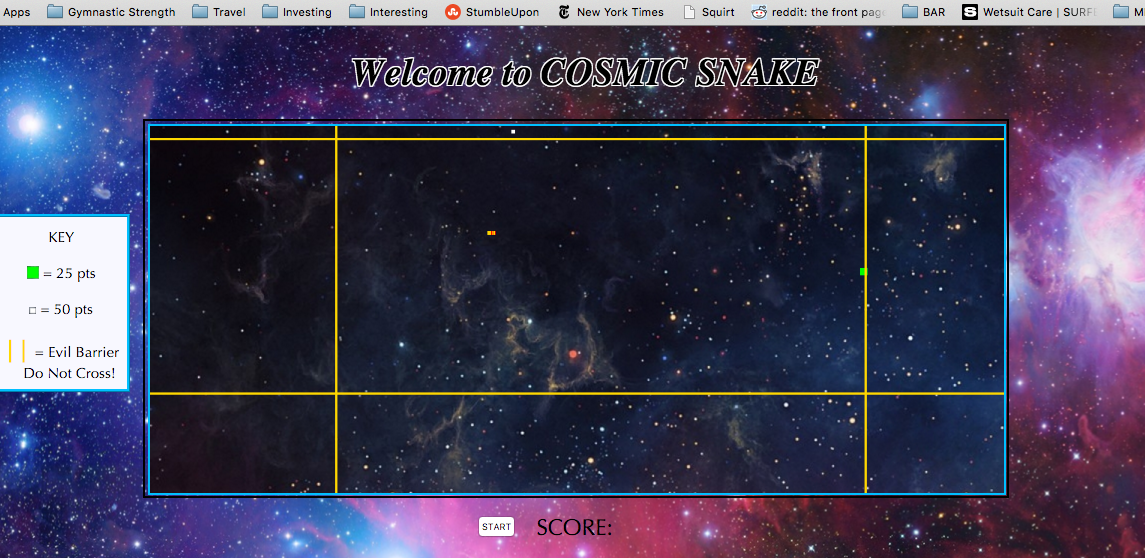 Apps Gymnastic Strength Travel Investing Interesting StumbleUpon New York Times Squirt reddit: the front page BAR Wetsuit Care | SURF
Welcome to COSMIC SNAKE
KEY
= 25 pts
= 50 pts
= Evil Barrier
Do Not Cross!
START SCORE: